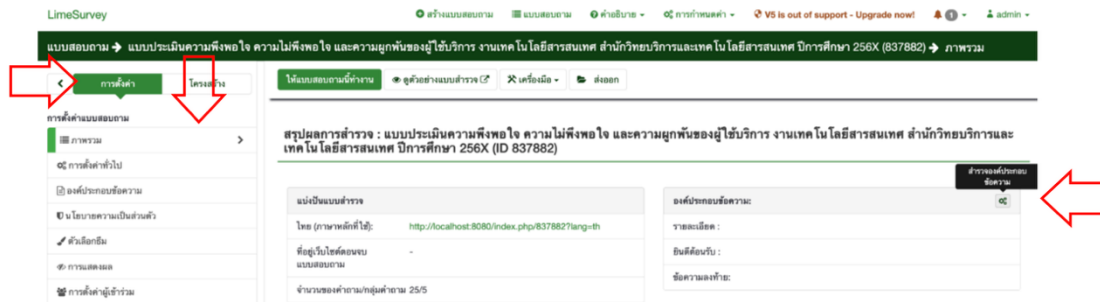 LimeSurvey
สร้างแบบสอบถาม แบบสอบถาม คำอธิบาย การกำหนดค่า V5 is out of support - Upgrade now! 1 admin
แบบสอบถาม → แบบประเมินความพึงพอใจ ความไม่พึงพอใจ และความผูกพันของผู้ใช้บริการ งานเทคโนโลยีสารสนเทศ สำนักวิทยบริการและเทคโนโลยีสารสนเทศ ปีการศึกษา 256X (837882) → ภาพรวม
การตั้งค่า โครงสร้าง
ให้แบบสอบถามนี้ทำงาน ดูตัวอย่างแบบสำรวจ เครื่องมือ ส่งออก
การตั้งค่าแบบสอบถาม
ภาพรวม
การตั้งค่าทั่วไป
องค์ประกอบข้อความ
นโยบายความเป็นส่วนตัว
ตัวเลือกธีม
การแสดงผล
การตั้งค่าผู้เข้าร่วม
สรุปผลการสำรวจ : แบบประเมินความพึงพอใจ ความไม่พึงพอใจ และความผูกพันของผู้ใช้บริการ งานเทคโนโลยีสารสนเทศ สำนักวิทยบริการและ
เทคโนโลยีสารสนเทศ ปีการศึกษา 256X (ID 837882)
สำรวจองค์ประกอบ
ข้อความ
แบ่งปันแบบสำรวจ
ไทย (ภาษาหลักที่ใช้): http://localhost:8080/index.php/837882?lang=th
ที่อยู่เว็บไซต์ตอนจบ -
แบบสอบถาม
จำนวนของคำถาม/กลุ่มคำถาม 25/5
องค์ประกอบข้อความ:
รายละเอียด :
ยินดีต้อนรับ :
ข้อความลงท้าย: